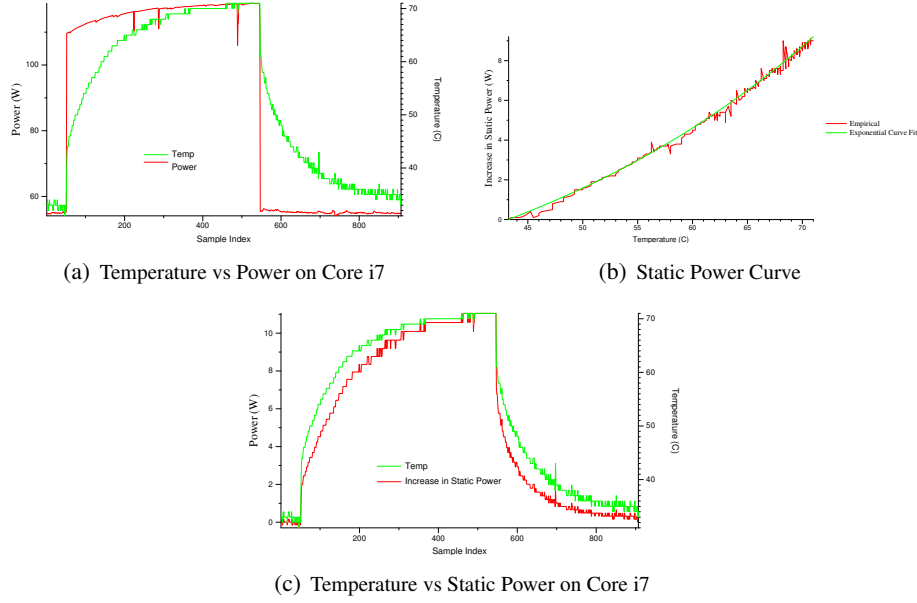 Power (W)
100
80
60
200
400
600
800
Sample Index
70
60
50
40
Temperature (C)
Temp
Power
(a) Temperature vs Power on Core i7
Increase in Static Power (W)
8
6
4
2
0
45
50
55
60
65
70
Temperature (C)
Empirical
Exponential Curve Fit
(b) Static Power Curve
Power (W)
10
8
6
4
2
0
200
400
600
800
Sample Index
70
60
50
40
Temperature (C)
Temp
Increase in Static Power
(c) Temperature vs Static Power on Core i7